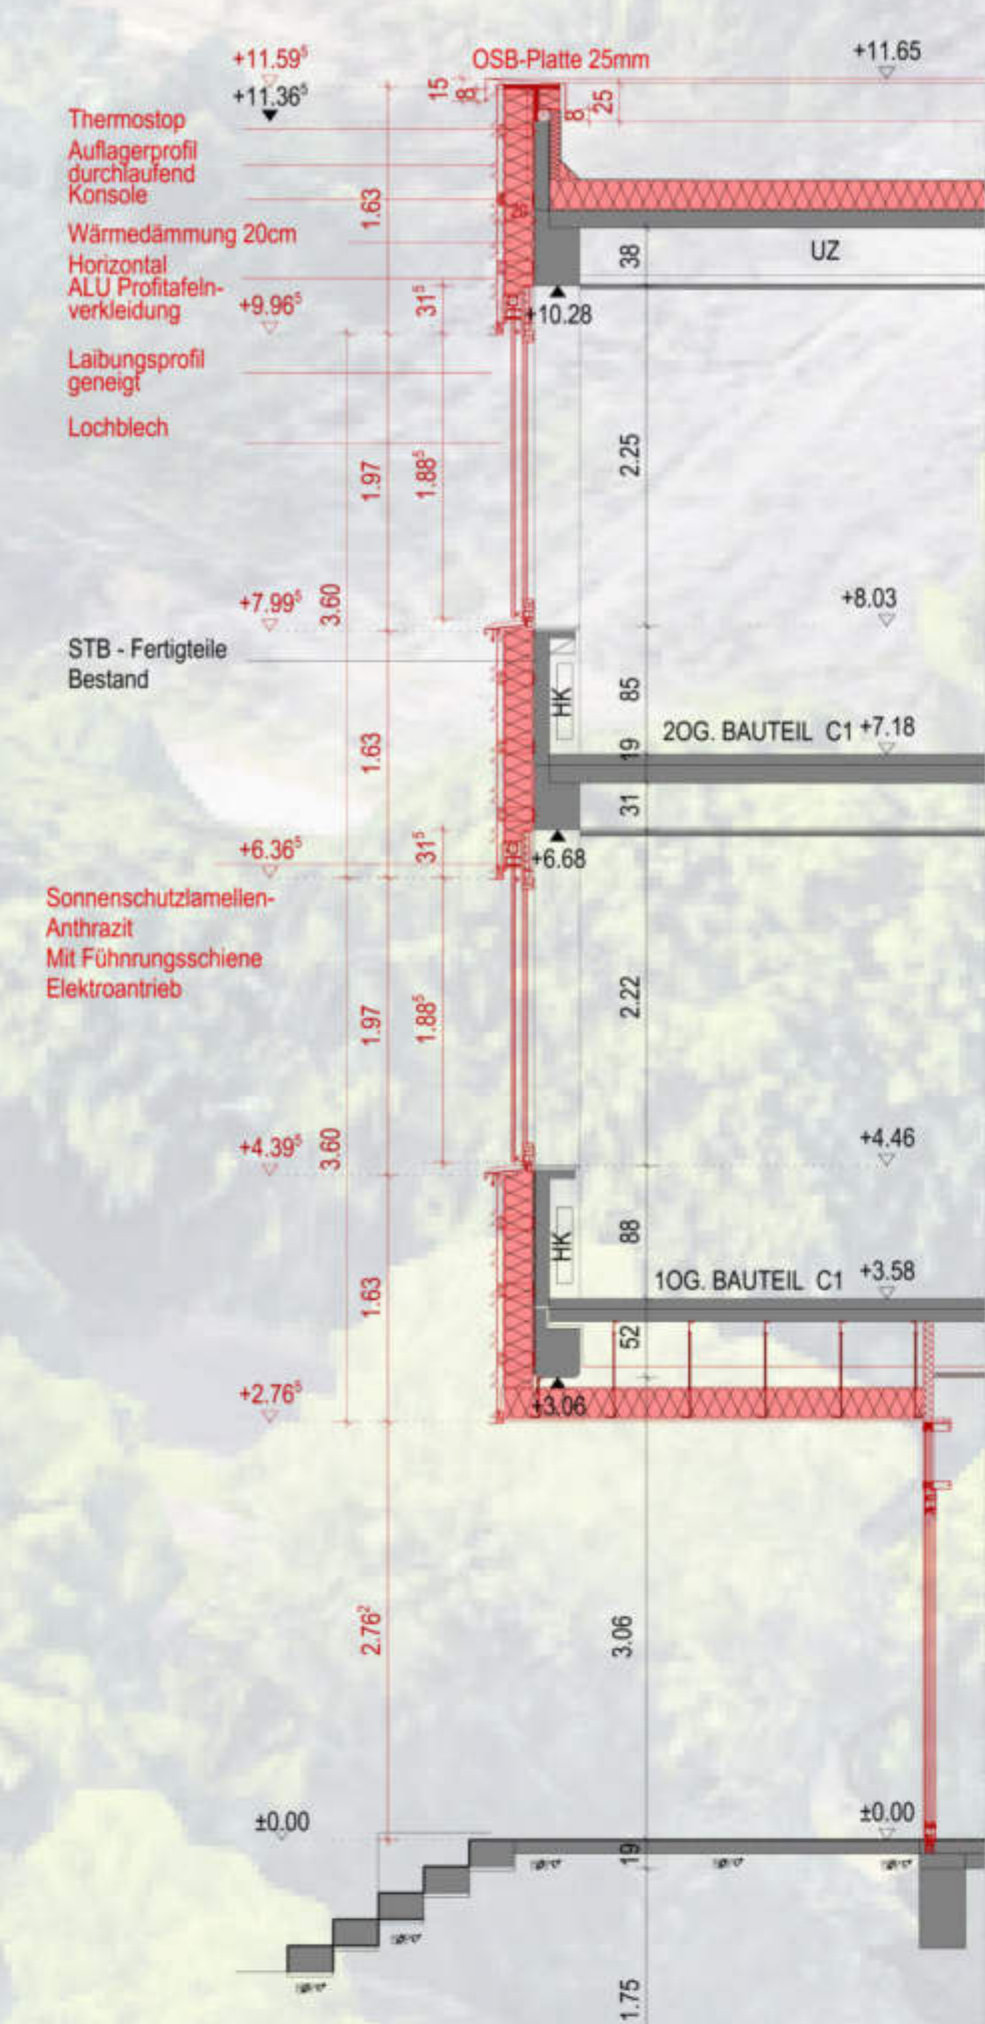 +11.59⁵
OSB-Platte 25mm
+11.65
+11.36⁵
15
8
8
25
Thermostop
Auflagerprofil
durchlaufend
Konsole
1.63
Wärmedämmung 20cm
38
UZ
Horizontal
ALU Profitafeln-
verkleidung
+9.96⁵
31⁵
+10.28
Laibungsprofil
geneigt
Lochblech
1.97
1.88⁵
2.25
+7.99⁵
3.60
+8.03
STB - Fertigteile
Bestand
HK
85
2OG. BAUTEIL C1
+7.18
1.63
19
31
+6.36⁵
31⁵
+6.68
Sonnenschutzlamellen-
Anthrazit
Mit Fühnrungsschiene
Elektroantrieb
1.97
1.88⁵
2.22
+4.39⁵
3.60
+4.46
HK
88
1OG. BAUTEIL C1
+3.58
1.63
52
+2.76⁵
+3.06
2.76²
3.06
±0.00
±0.00
19
1.75